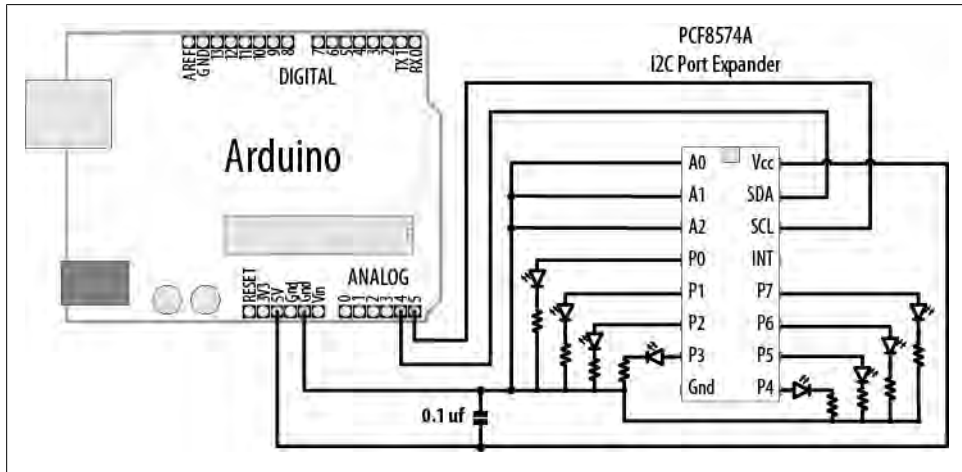 PCF8574A
I2C Port Expander
AREF
GND
13
12
11
10
9
8
7
6
5
4
3
2
TX 1
RX 0
DIGITAL
Arduino
A0
A1
A2
P0
P1
P2
P3
Gnd
Vcc
SDA
SCL
INT
P7
P6
P5
P4
ANALOG
RESET
3V3
5V
Gnd
Gnd
Vin
0
1
2
3
4
5
0.1 uf